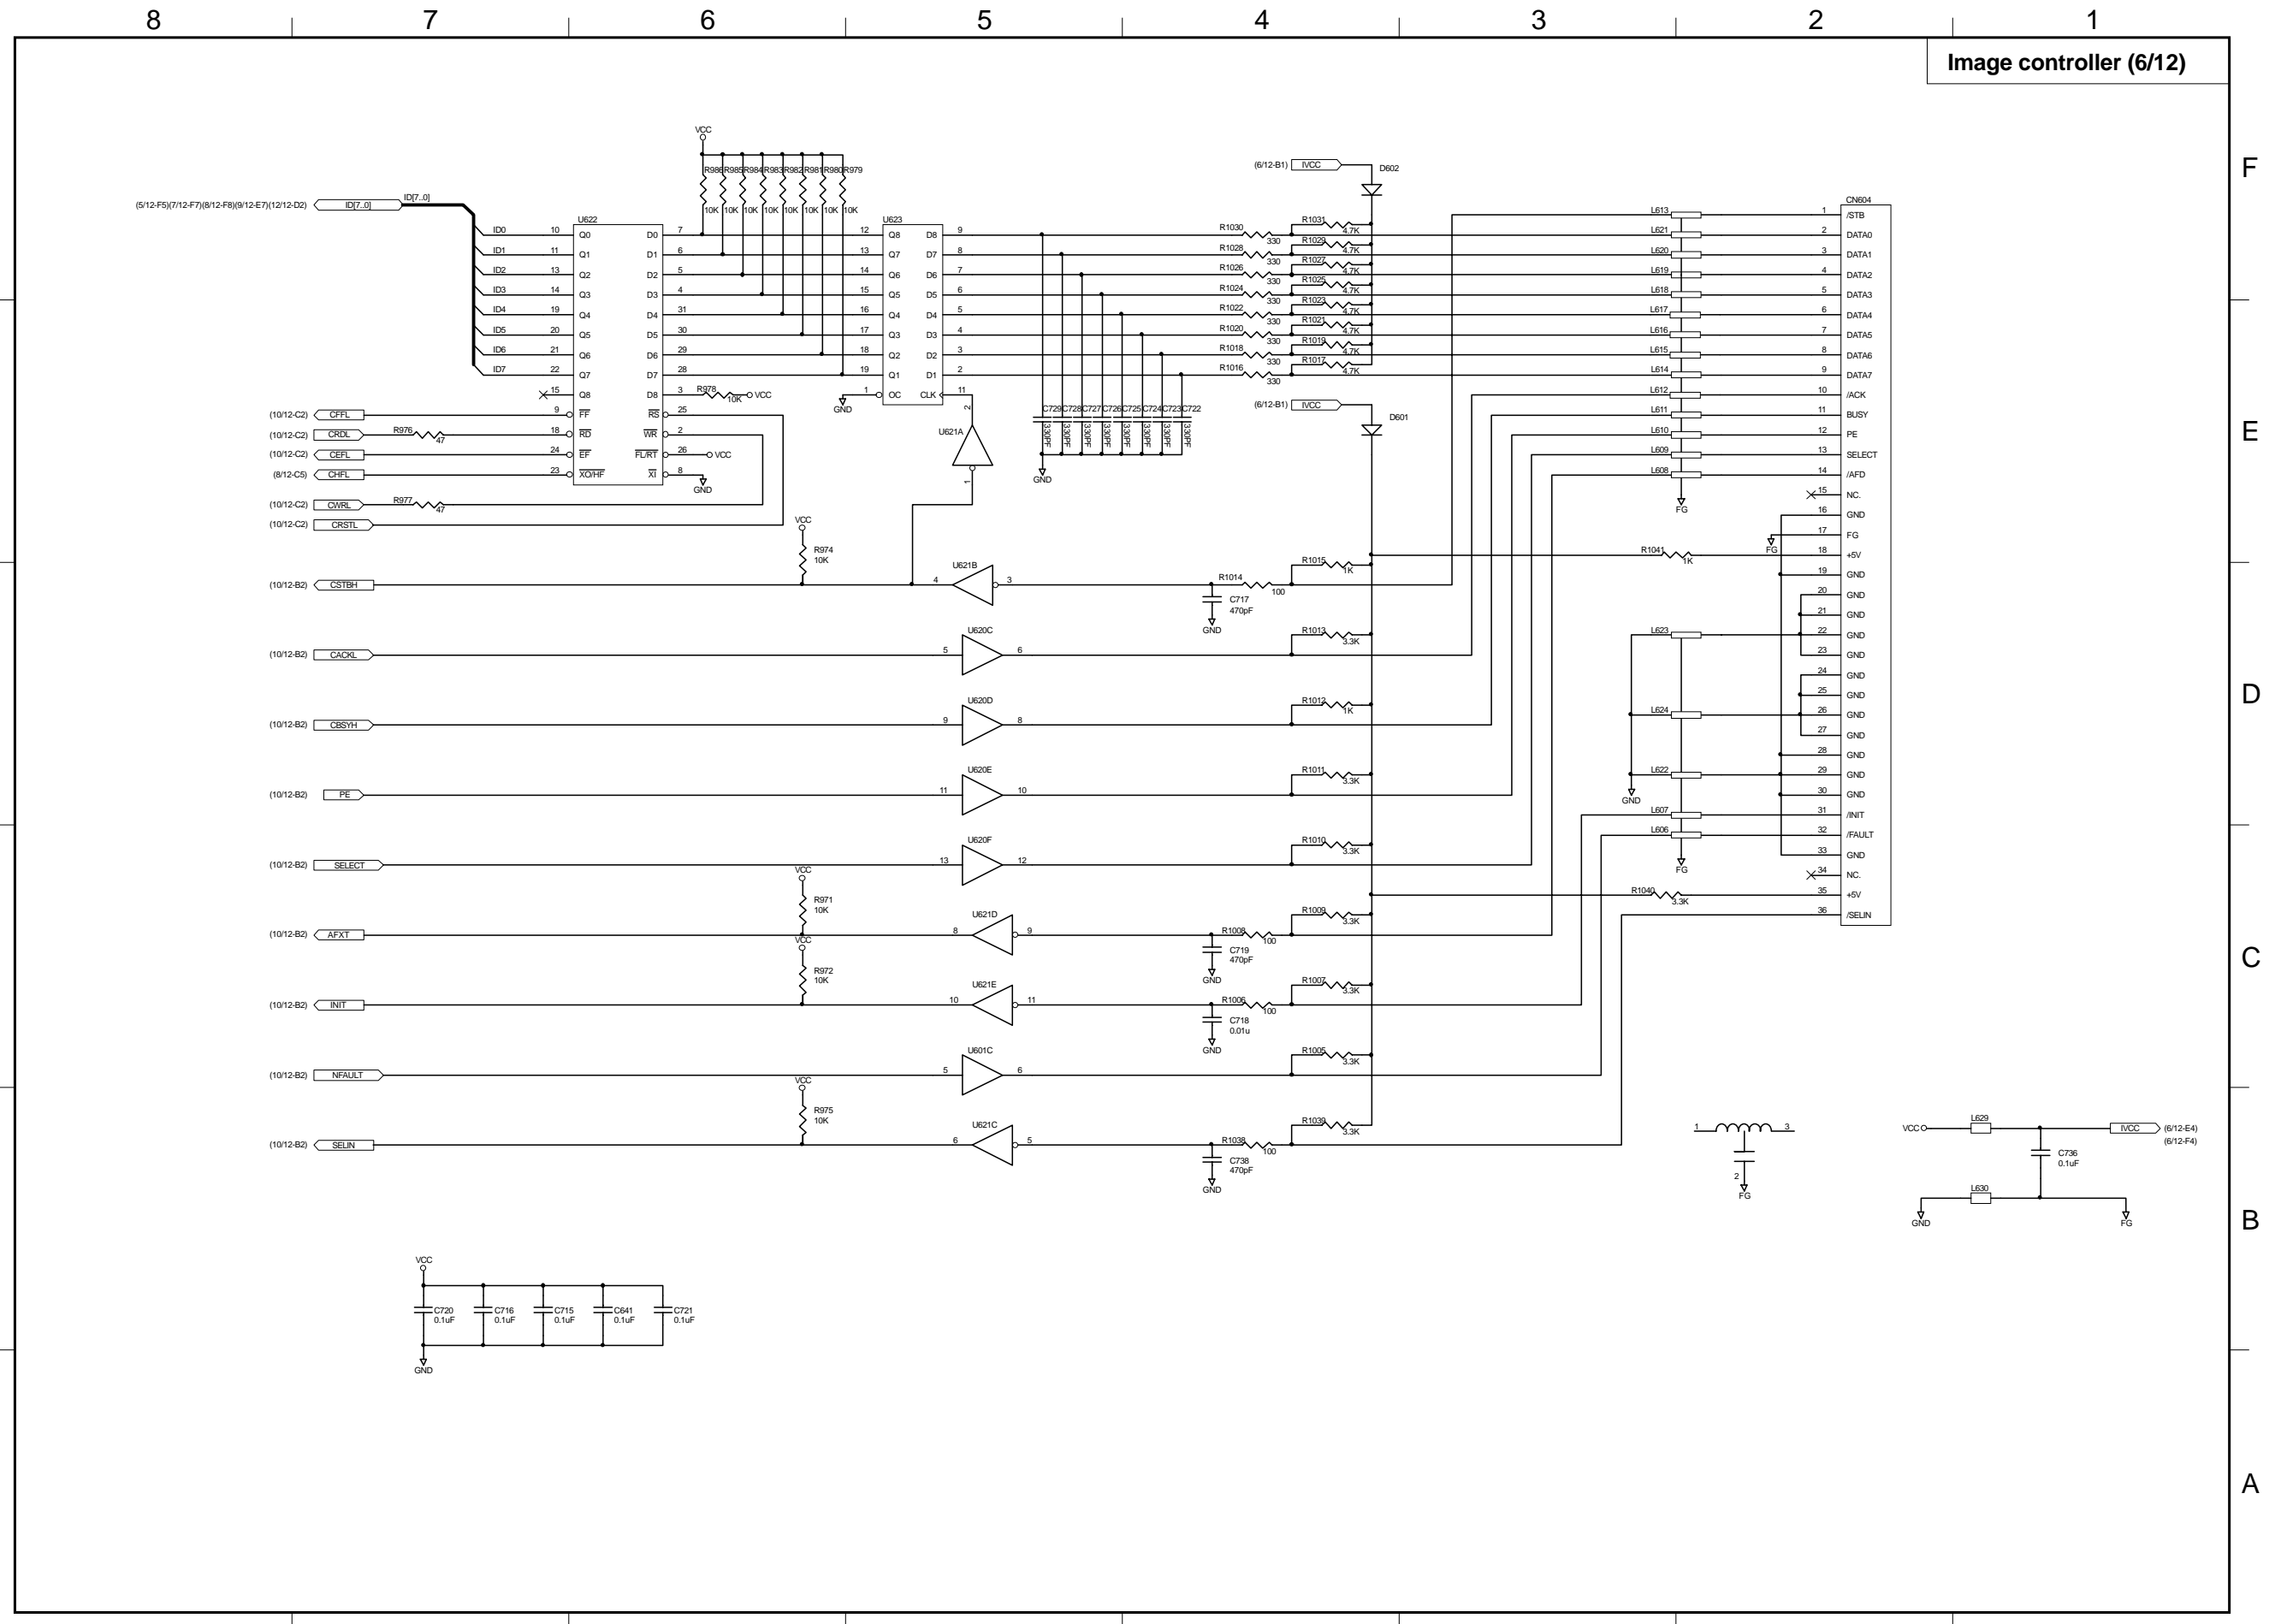 8 7 6 5 4 3 2 1
Image controller (6/12)
F
E
D
C
B
A
VCC
R986 R985 R984 R983 R982 R981 R980 R979
10K 10K 10K 10K 10K 10K 10K 10K
(5/12-F5)(7/12-F7)(8/12-F8)(9/12-E7)(12/12-D2) ID[7..0] ID[7..0]
U622
ID0 10 Q0 D0 7
ID1 11 Q1 D1 6
ID2 13 Q2 D2 5
ID3 14 Q3 D3 4
ID4 19 Q4 D4 31
ID5 20 Q5 D5 30
ID6 21 Q6 D6 29
ID7 22 Q7 D7 28
15 Q8 D8 3 R978 10K VCC
(10/12-C2) CFFL 9 FF RS 25
(10/12-C2) CRDL R976 47 18 RD WR 2
(10/12-C2) CEFL 24 EF FL/RT 26 VCC
(8/12-C5) CHFL 23 XO/HF XI 8 GND
(10/12-C2) CWRL R977 47
(10/12-C2) CRSTL
U623
12 Q8 D8 9
13 Q7 D7 8
14 Q6 D6 7
15 Q5 D5 6
16 Q4 D4 5
17 Q3 D3 4
18 Q2 D2 3
19 Q1 D1 2
GND 1 OC CLK 11
2 U621A 1
C729 C728 C727 C726 C725 C724 C723 C722
330PF 330PF 330PF 330PF 330PF 330PF 330PF 330PF
GND
(6/12-B1) IVCC D602
R1030 330 R1031 4.7K
R1028 330 R1029 4.7K
R1026 330 R1027 4.7K
R1024 330 R1025 4.7K
R1022 330 R1023 4.7K
R1020 330 R1021 4.7K
R1018 330 R1019 4.7K
R1016 330 R1017 4.7K
(6/12-B1) IVCC D601
CN604
L613 1 /STB
L621 2 DATA0
L620 3 DATA1
L619 4 DATA2
L618 5 DATA3
L617 6 DATA4
L616 7 DATA5
L615 8 DATA6
L614 9 DATA7
L612 10 /ACK
L611 11 BUSY
L610 12 PE
L609 13 SELECT
L608 14 /AFD
FG 15 NC.
16 GND
FG 17 FG
R1041 1K 18 +5V
19 GND
20 GND
21 GND
L623 22 GND
23 GND
24 GND
25 GND
L624 26 GND
27 GND
28 GND
L622 29 GND
GND 30 GND
L607 31 /INIT
L606 32 /FAULT
FG 33 GND
34 NC.
R1040 3.3K 35 +5V
36 /SELIN
VCC R974 10K
(10/12-B2) CSTBH 4 U621B 3 R1014 100 R1015 1K
C717 470pF GND
(10/12-B2) CACKL 5 U620C 6 R1013 3.3K
(10/12-B2) CBSYH 9 U620D 8 R1012 1K
(10/12-B2) PE 11 U620E 10 R1011 3.3K
(10/12-B2) SELECT 13 U620F 12 R1010 3.3K
VCC R971 10K
(10/12-B2) AFXT 8 U621D 9 R1008 100 R1009 3.3K
C719 470pF GND
VCC R972 10K
(10/12-B2) INIT 10 U621E 11 R1006 100 R1007 3.3K
C718 0.01u GND
(10/12-B2) NFAULT 5 U601C 6 R1005 3.3K
VCC R975 10K
(10/12-B2) SELIN 6 U621C 5 R1038 100 R1039 3.3K
C738 470pF GND
1 3
2
FG
VCC L629 IVCC (6/12-E4)
(6/12-F4)
C736
0.1uF
L630
GND FG
VCC
C720 C716 C715 C641 C721
0.1uF 0.1uF 0.1uF 0.1uF 0.1uF
GND